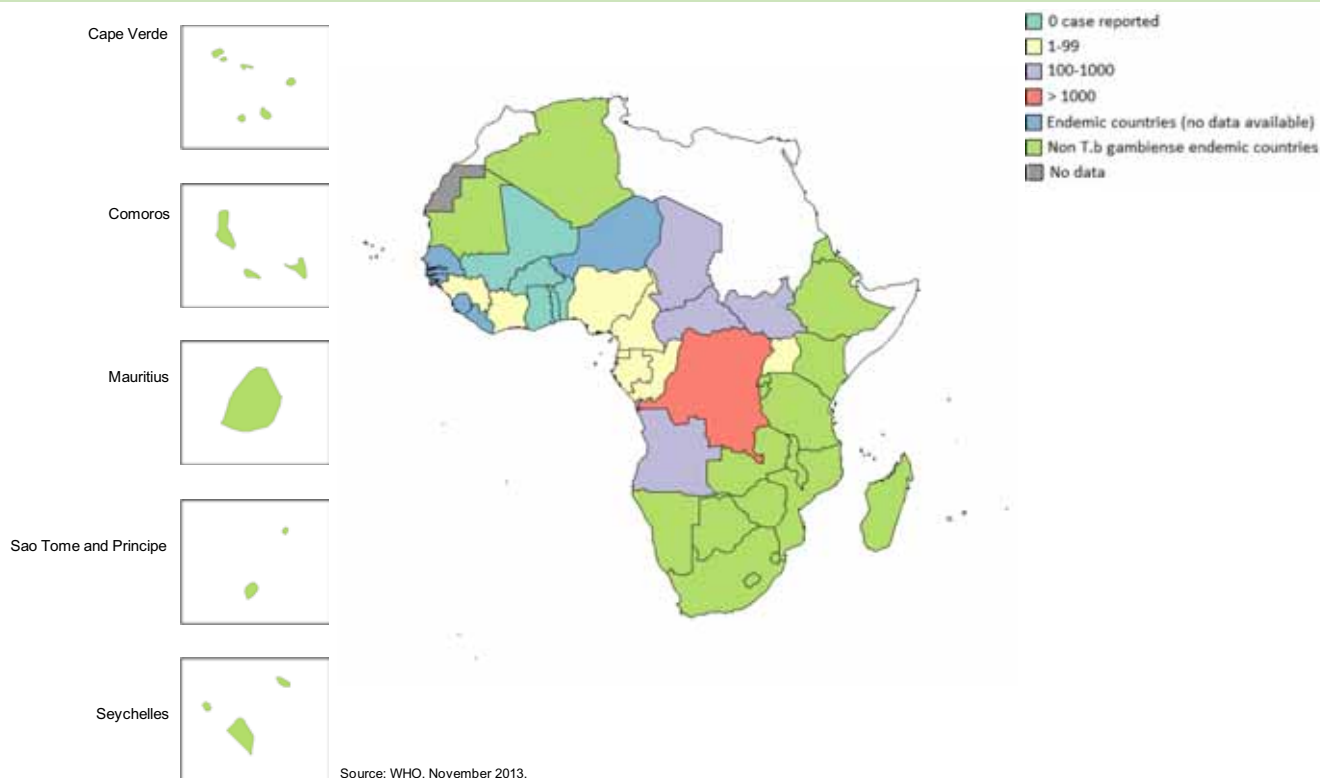 Cape Verde
Comoros
Mauritius
Sao Tome and Principe
Seychelles
0 case reported
1-99
100-1000
> 1000
Endemic countries (no data available)
Non T.b gambiense endemic countries
No data
Source: WHO, November 2013.